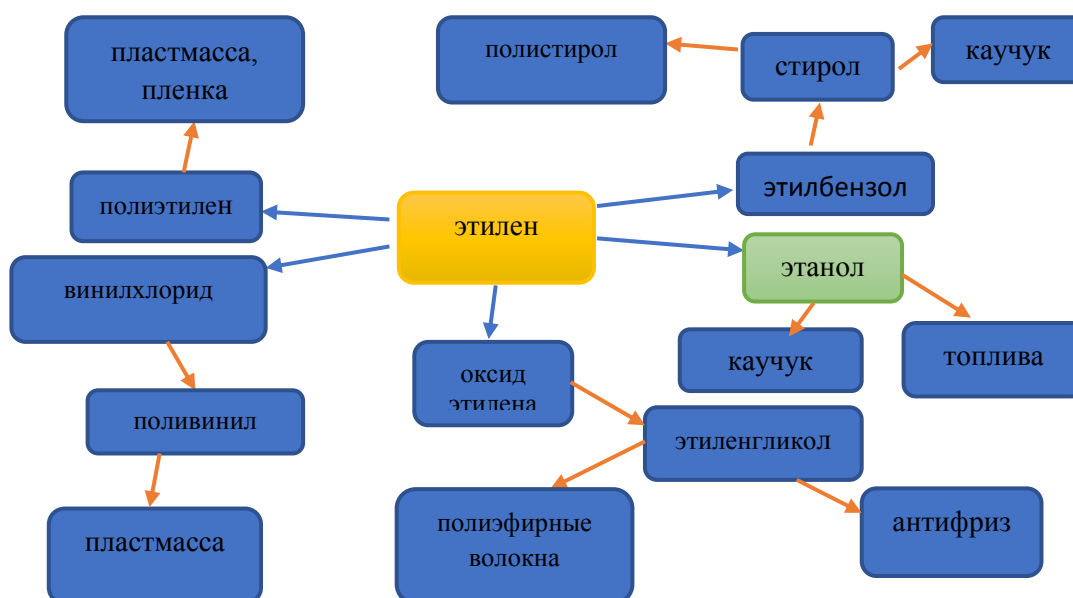 пластмасса,
пленка
полистирол
стирол
каучук
полиэтилен
этилен
этилбензол
винилхлорид
этанол
оксид
этилена
каучук
топлива
поливинил
этиленгликол
пластмасса
полиэфирные
волокна
антифриз